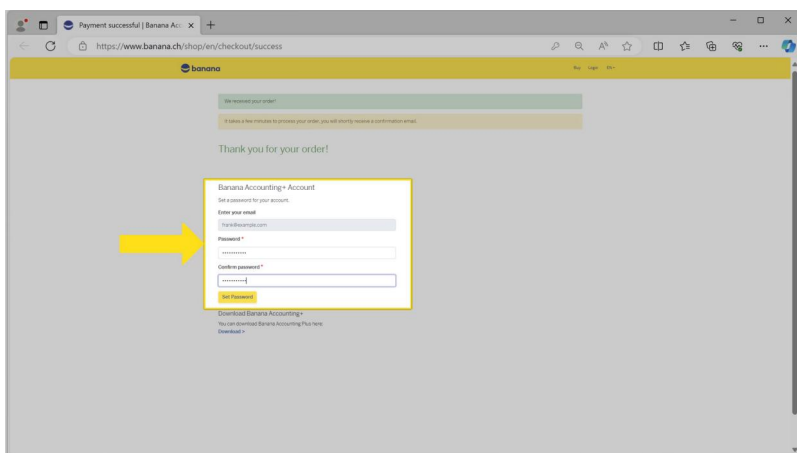 Payment successful | Banana Acc
https://www.banana.ch/shop/en/checkout/success
banana
Buy Login EN
We received your order!
It takes a few minutes to process your order, you will shortly receive a confirmation email.
Thank you for your order!
Banana Accounting+ Account
Set a password for your account.
Enter your email
frank@example.com
Password *
•••••••••••
Confirm password *
•••••••••••
Set Password
Download Banana Accounting+
You can download Banana Accounting Plus here.
Download >